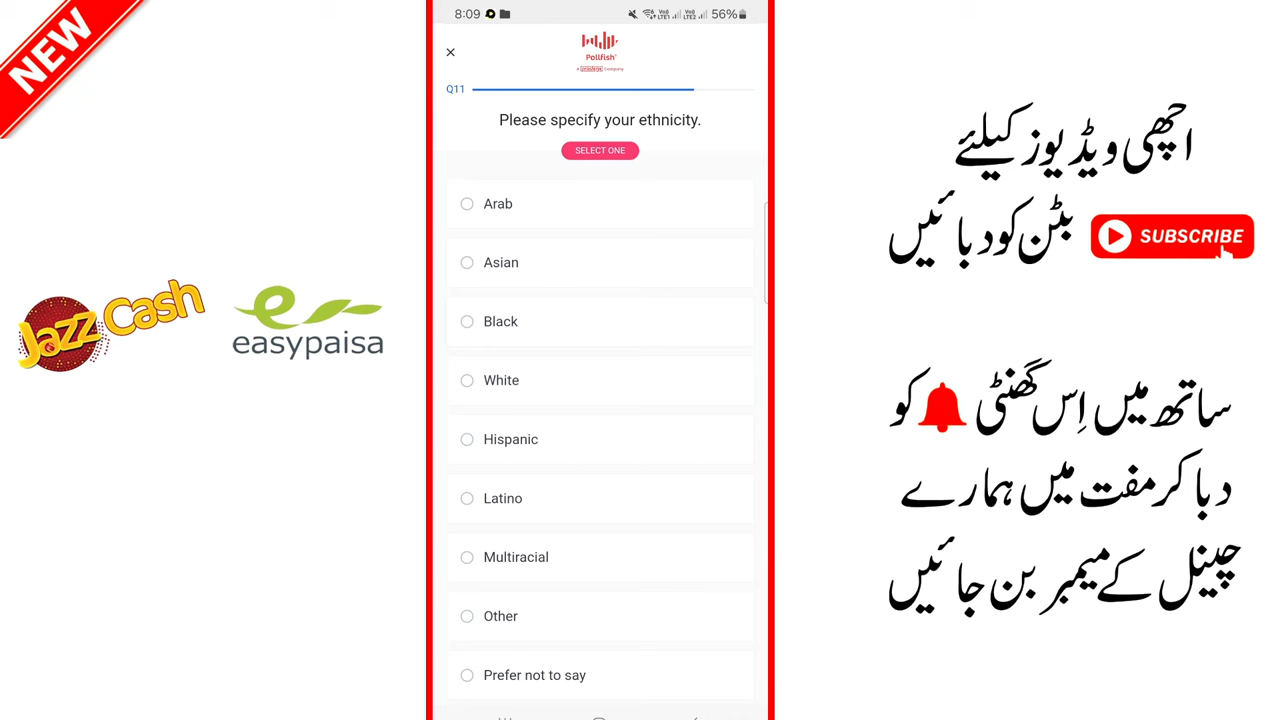 NEW
8:09
56%
Pollfish
Q11
Please specify your ethnicity.
SELECT ONE
Arab
Asian
Black
White
Hispanic
Latino
Multiracial
Other
Prefer not to say
Jazz Cash
easypaisa
اچھی ویڈیوز کیلئے
SUBSCRIBE بٹن کو دبائیں
ساتھ میں اِس گھنٹی کو
دبا کر مفت میں ہمارے
چینل کے میمبر بن جائیں